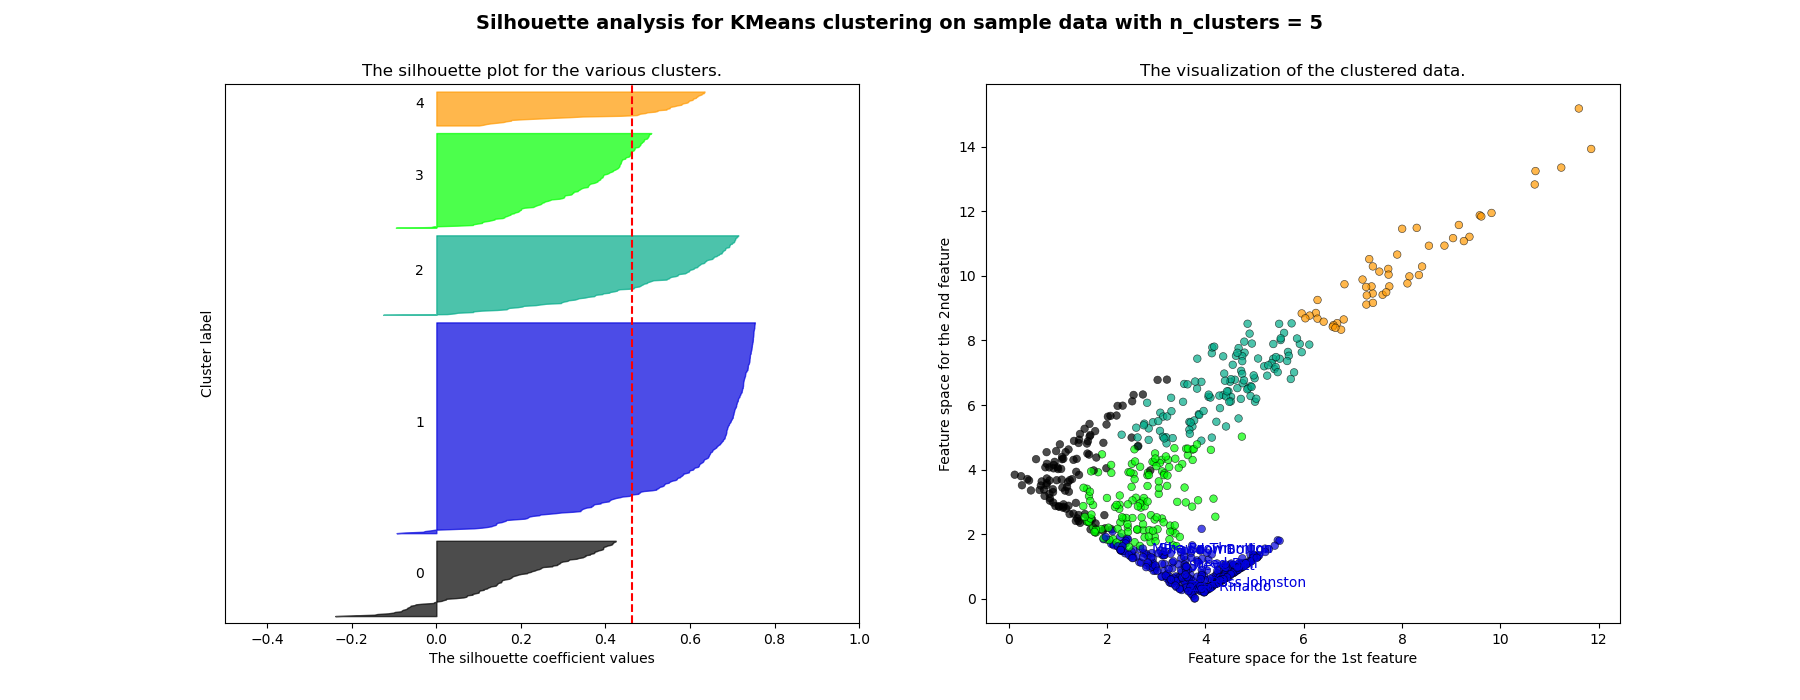 Silhouette analysis for KMeans clustering on sample data with n_clusters = 5
The silhouette plot for the various clusters.
4
3
2
1
0
Cluster label
−0.4 −0.2 0.0 0.2 0.4 0.6 0.8 1.0
The silhouette coefficient values
The visualization of the clustered data.
14
12
10
8
6
4
2
0
Feature space for the 2nd feature
Johnston
Rinaldo
0 2 4 6 8 10 12
Feature space for the 1st feature